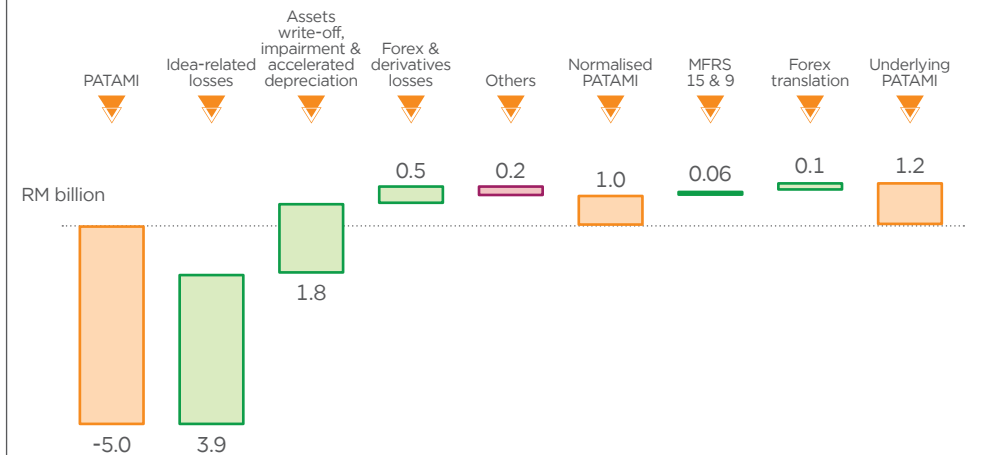 PATAMI
Idea-related
losses
Assets
write-off,
impairment &
accelerated
depreciation
Forex &
derivatives
losses
Others
Normalised
PATAMI
MFRS
15 & 9
Forex
translation
Underlying
PATAMI
RM billion
-5.0
3.9
1.8
0.5
0.2
1.0
0.06
0.1
1.2